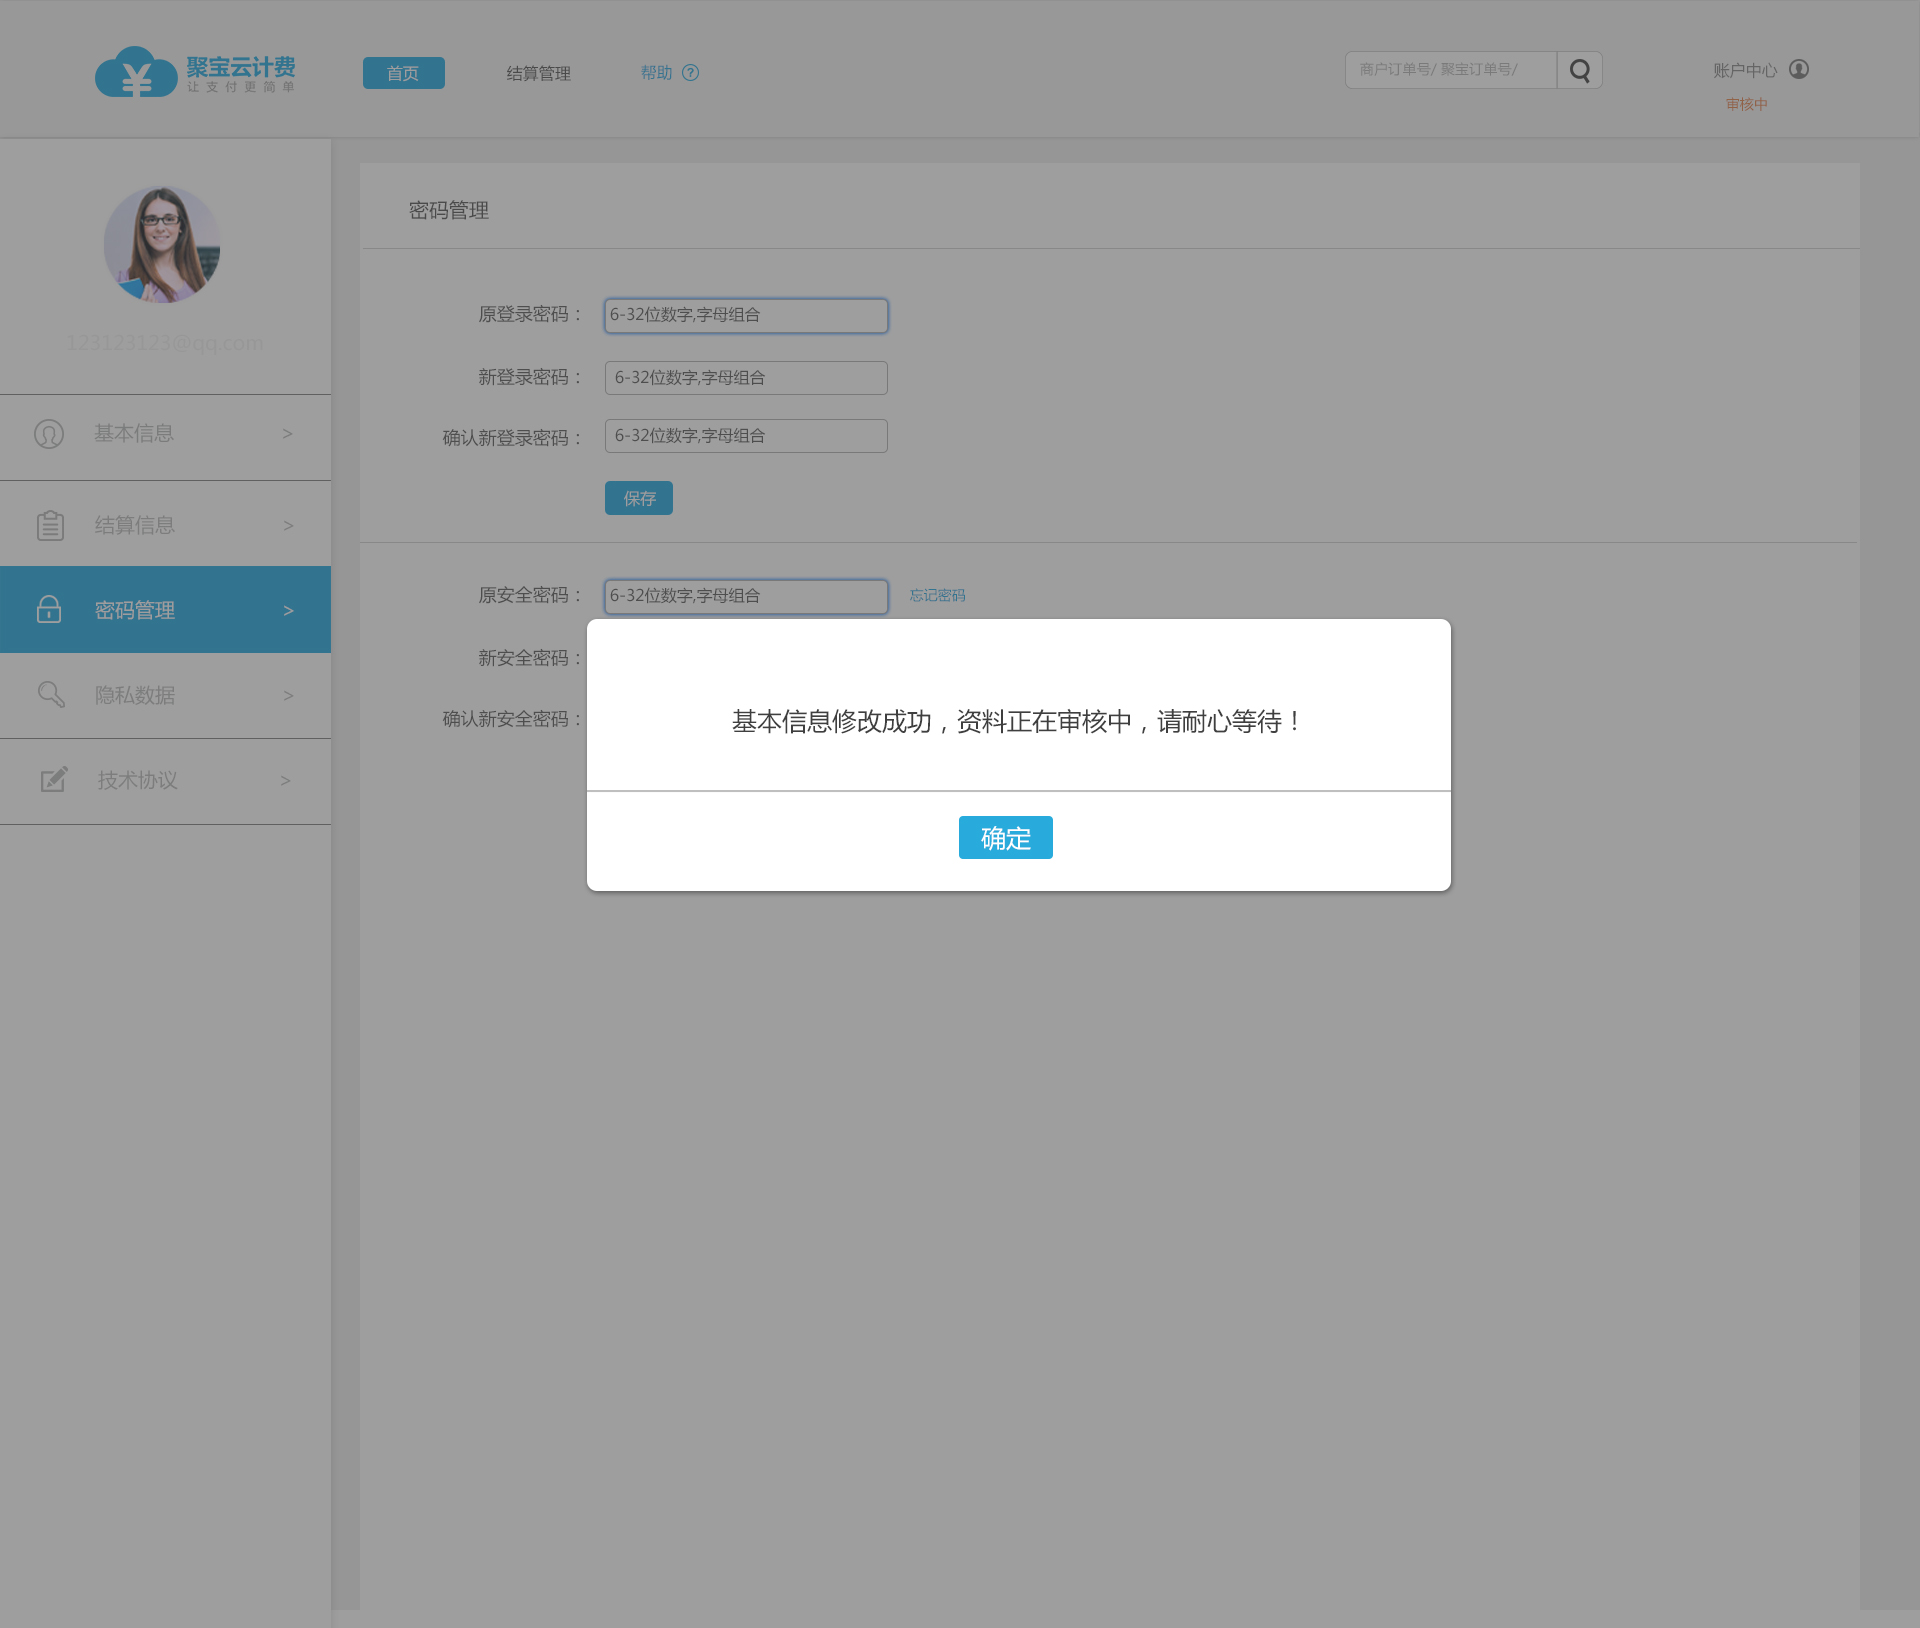 聚宝云计费
让支付更简单
首页
结算管理
帮助 ?
商户订单号/ 聚宝订单号/
账户中心
审核中
123123123@qq.com
基本信息 >
结算信息 >
密码管理 >
隐私数据 >
技术协议 >
密码管理
原登录密码： 6-32位数字,字母组合
新登录密码： 6-32位数字,字母组合
确认新登录密码： 6-32位数字,字母组合
保存
原安全密码： 6-32位数字,字母组合 忘记密码
新安全密码：
确认新安全密码：
基本信息修改成功，资料正在审核中，请耐心等待！
确定